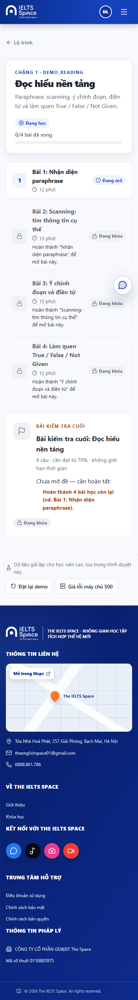 IELTS
Space
by The English Space
DL
Lộ trình
CHẶNG 1 · DEMO_READING
Đọc hiểu nền tảng
Paraphrase, scanning, ý chính đoạn, điền
từ và làm quen True / False / Not Given.
Đang học
0/4 bài đã xong
1
Bài 1: Nhận diện
paraphrase
12 phút
Đang mở
Bài 2: Scanning:
tìm thông tin cụ
thể
15 phút
Hoàn thành "Nhận
diện paraphrase" để
mở bài này.
Đang khóa
Bài 3: Ý chính
đoạn và điền từ
15 phút
Hoàn thành "Scanning:
tìm thông tin cụ thể"
để mở bài này.
Đang khóa
Bài 4: Làm quen
True / False / Not
Given
12 phút
Hoàn thành "Ý chính
đoạn và điền từ" để
mở bài này.
Đang khóa
BÀI KIỂM TRA CUỐI
Bài kiểm tra cuối: Đọc hiểu
nền tảng
4 câu · cần đạt từ 70% · không giới
hạn thời gian
Chưa mở đề — cần hoàn tất:
Hoàn thành 4 bài học còn lại
(vd. Bài 1: Nhận diện
paraphrase).
Đang khóa
Dữ liệu giả lập cho học viên Lan, lưu trong trình duyệt
này.
Đặt lại demo
Giả lỗi máy chủ 500
IELTS
Space
by The English Space
THE IELTS SPACE - KHÔNG GIAN HỌC TẬP
TÍCH HỢP THẾ HỆ MỚI
THÔNG TIN LIÊN HỆ
Mở trong Maps
The IELTS Space
Tòa Nhà Hoà Phát, 257 Giải Phóng, Bạch Mai, Hà Nội
theenglishspace01@gmail.com
0888.861.786
VỀ THE IELTS SPACE
Giới thiệu
Khóa học
KẾT NỐI VỚI THE IELTS SPACE
TRUNG TÂM HỖ TRỢ
Điều khoản sử dụng
Chính sách bảo mật
Chính sách bản quyền
THÔNG TIN PHÁP LÝ
CÔNG TY CỔ PHẦN GD&ĐT The Space
Mã số thuế: 0110883975
© 2026 The IELTS Space. All rights reserved.